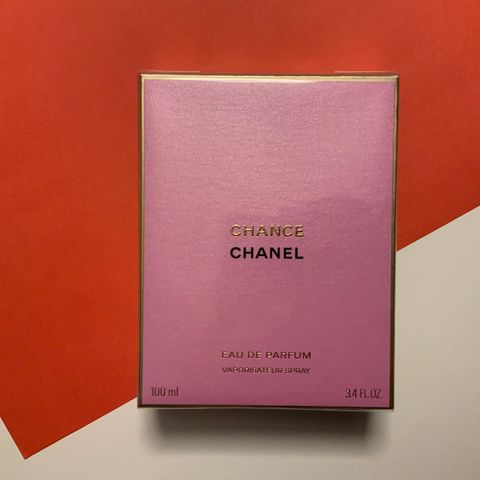 CHANCE
CHANEL
EAU DE PARFUM
VAPORISATEUR SPRAY
100 ml 3.4 FL.OZ.